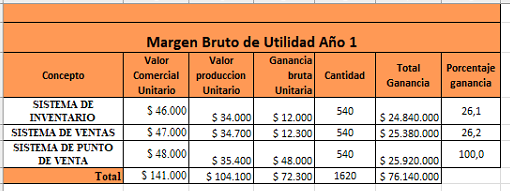 Margen Bruto de Utilidad Año 1
Concepto Valor Comercial Unitario Valor produccion Unitario Ganancia bruta Unitaria Cantidad Total Ganancia Porcentaje ganancia
SISTEMA DE INVENTARIO $ 46.000 $ 34.000 $ 12.000 540 $ 24.840.000 26,1
SISTEMA DE VENTAS $ 47.000 $ 34.700 $ 12.300 540 $ 25.380.000 26,2
SISTEMA DE PUNTO DE VENTA $ 48.000 $ 35.400 $ 48.000 540 $ 25.920.000 100,0
Total $ 141.000 $ 104.100 $ 72.300 1620 $ 76.140.000